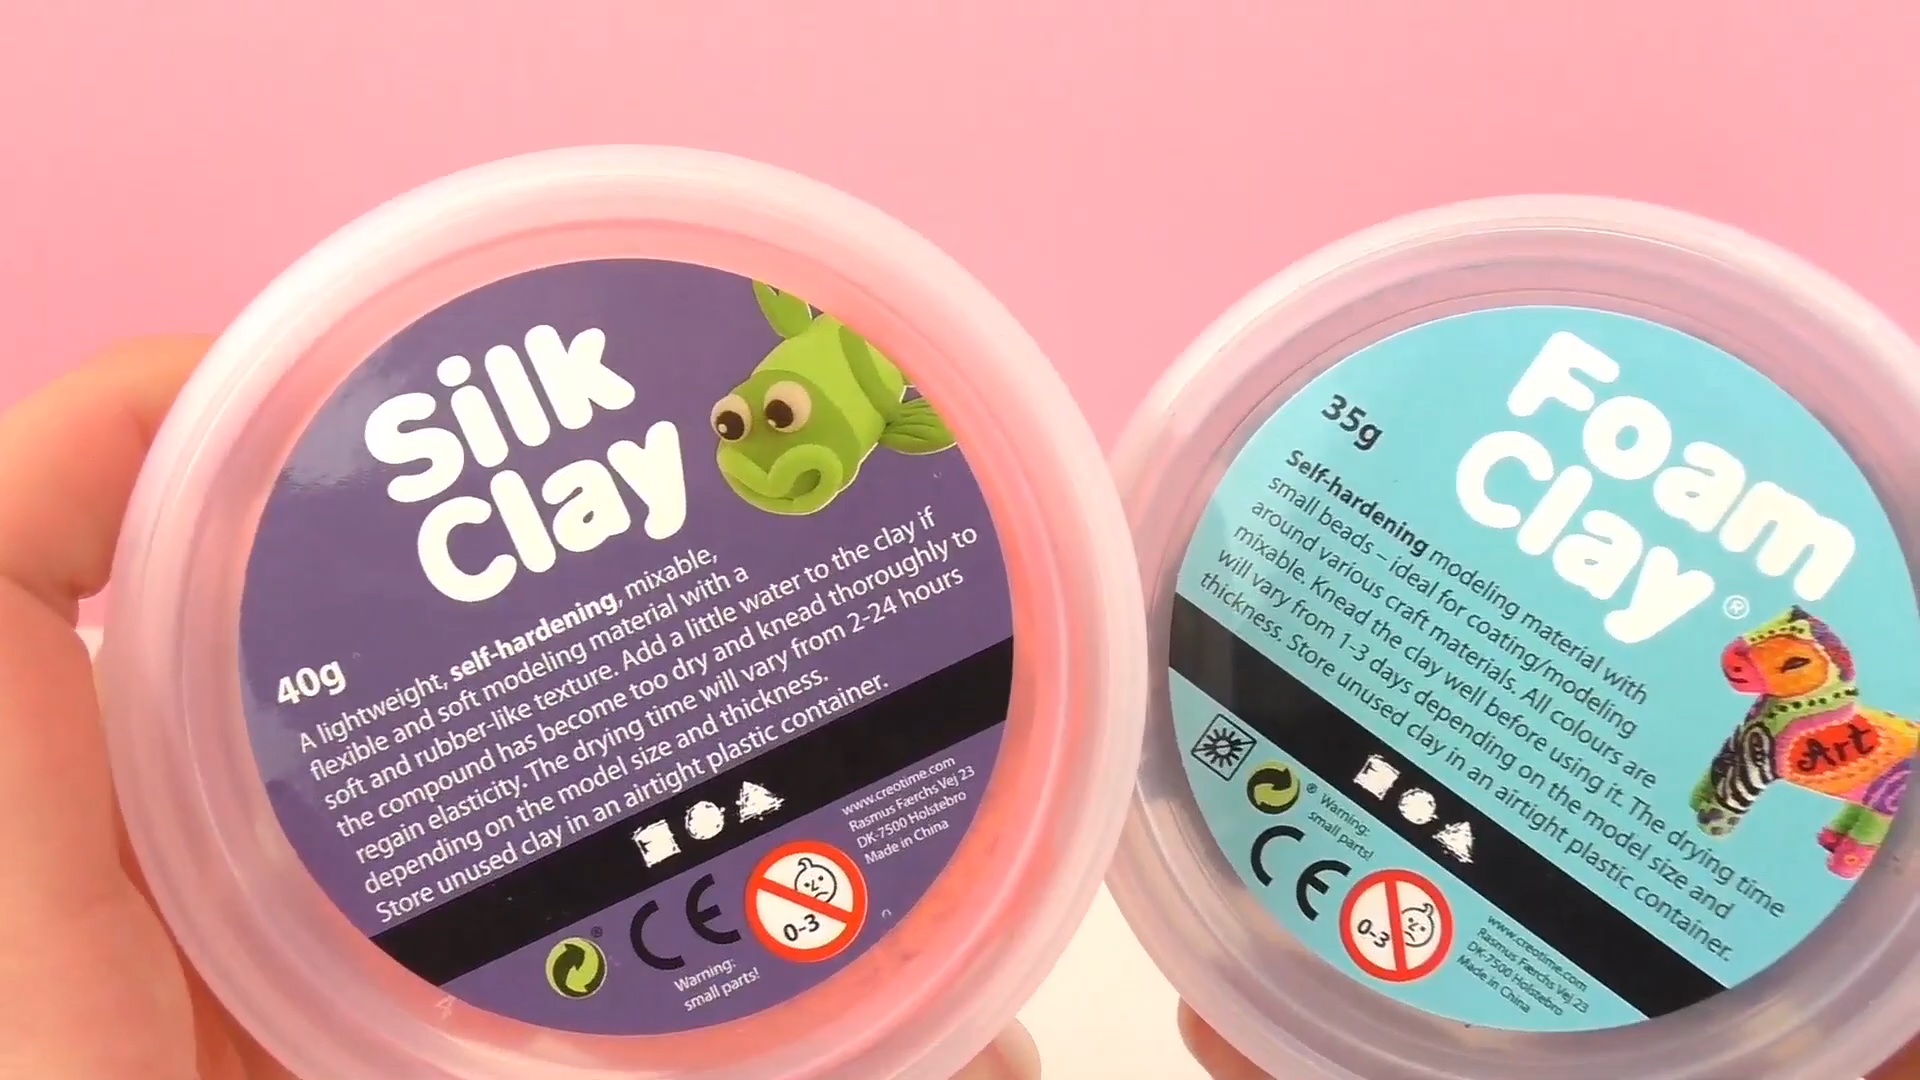 Silk
Clay
40g
A lightweight, self-hardening, mixable,
flexible and soft modeling material with a
soft and rubber-like texture. Add a little water to the clay if
the compound has become too dry and knead thoroughly to
regain elasticity. The drying time will vary from 2-24 hours
depending on the model size and thickness.
Store unused clay in an airtight plastic container.
www.creotime.com
Rasmus Færchs Vej 23
DK-7500 Holstebro
Made in China
®
CE
0-3
Warning:
small parts!
Foam
Clay®
35g
Self-hardening modeling material with
small beads – ideal for coating/modeling
around various craft materials. All colours are
mixable. Knead the clay well before using it. The drying time
will vary from 1-3 days depending on the model size and
thickness. Store unused clay in an airtight plastic container.
Art
® Warning:
small parts!
CE
0-3
www.creotime.com
Rasmus Færchs Vej 23
DK-7500 Holstebro
Made in China